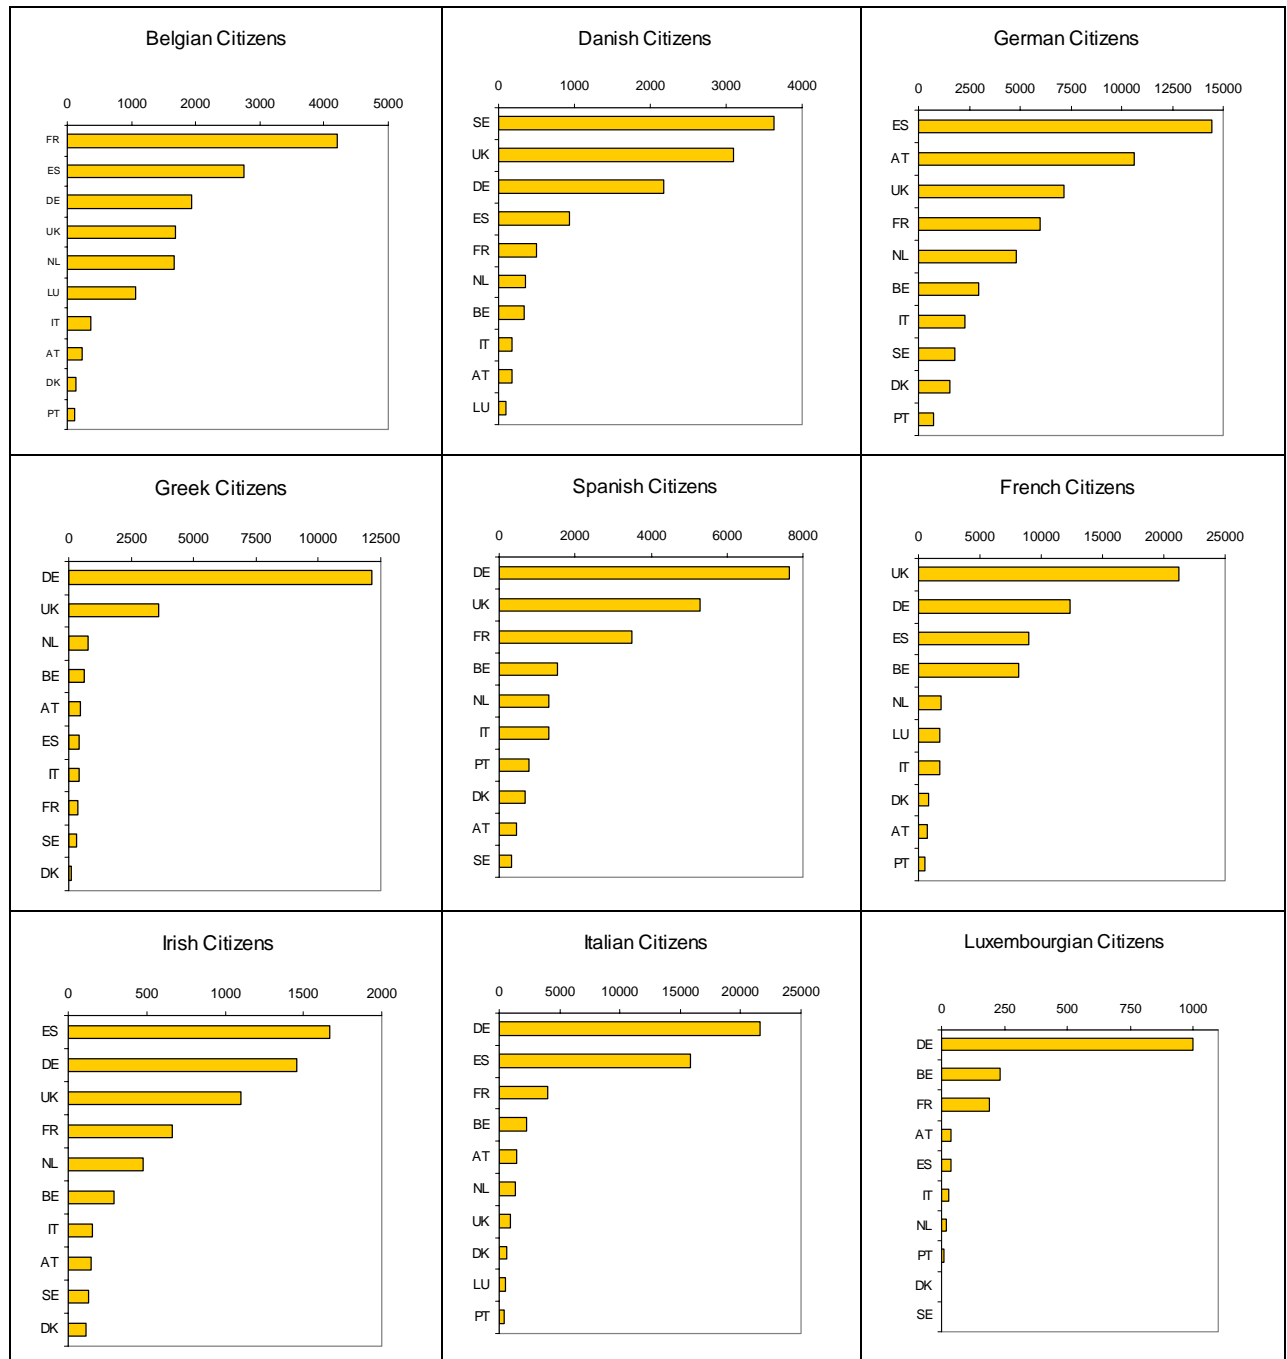 Belgian Citizens
0 1000 2000 3000 4000 5000
FR
ES
DE
UK
NL
LU
IT
AT
DK
PT
Danish Citizens
0 1000 2000 3000 4000
SE
UK
DE
ES
FR
NL
BE
IT
AT
LU
German Citizens
0 2500 5000 7500 10000 12500 15000
ES
AT
UK
FR
NL
BE
IT
SE
DK
PT
Greek Citizens
0 2500 5000 7500 10000 12500
DE
UK
NL
BE
AT
ES
IT
FR
SE
DK
Spanish Citizens
0 2000 4000 6000 8000
DE
UK
FR
BE
NL
IT
PT
DK
AT
SE
French Citizens
0 5000 10000 15000 20000 25000
UK
DE
ES
BE
NL
LU
IT
DK
AT
PT
Irish Citizens
0 500 1000 1500 2000
ES
DE
UK
FR
NL
BE
IT
AT
SE
DK
Italian Citizens
0 5000 10000 15000 20000 25000
DE
ES
FR
BE
AT
NL
UK
DK
LU
PT
Luxembourgian Citizens
0 250 500 750 1000
DE
BE
FR
AT
ES
IT
NL
PT
DK
SE